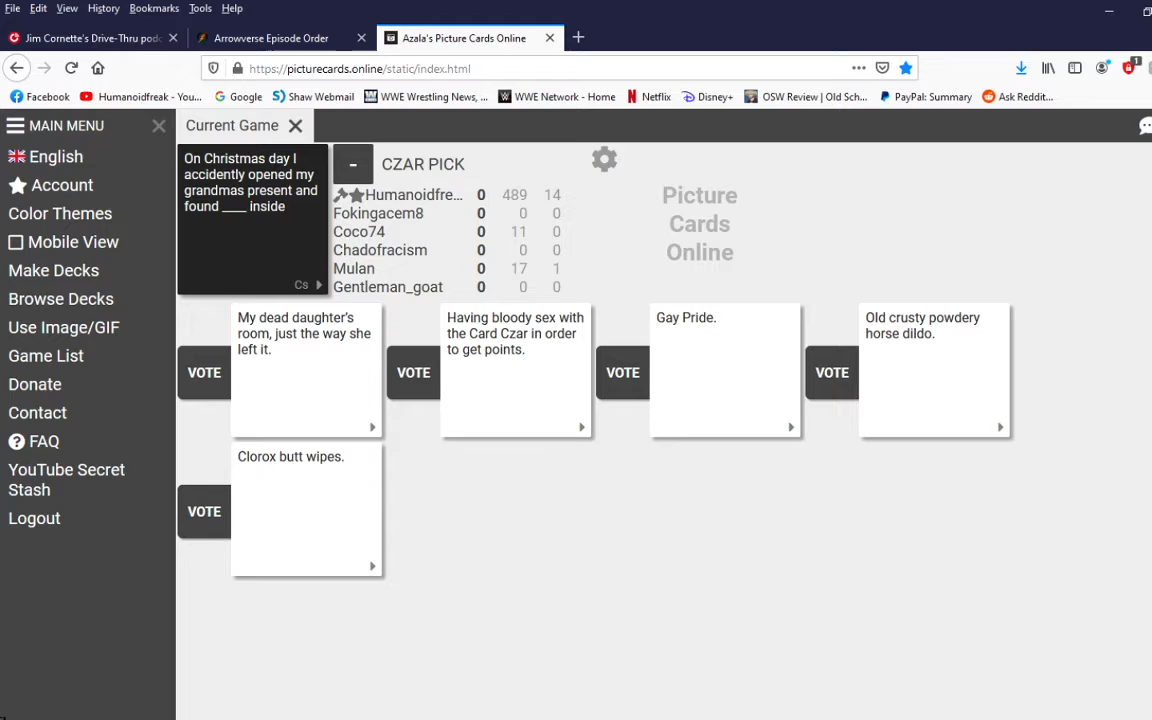 File Edit View History Bookmarks Tools Help
Jim Cornette's Drive-Thru pod Arrowverse Episode Order Azala's Picture Cards Online
https://picturecards.online/static/index.html
Facebook Humanoidfreak - You... Google Shaw Webmail WWE Wrestling News, ... WWE Network - Home Netflix Disney+ OSW Review | Old Sch... PayPal: Summary Ask Reddit... 1
MAIN MENU
English
Account
Color Themes
Mobile View
Make Decks
Browse Decks
Use Image/GIF
Game List
Donate
Contact
FAQ
YouTube Secret
Stash
Logout
Current Game
On Christmas day I
accidently opened my
grandmas present and
found ____ inside
Cs
- CZAR PICK
Humanoidfre... 0 489 14
Fokingacem8 0 0 0
Coco74 0 11 0
Chadofracism 0 0 0
Mulan 0 17 1
Gentleman_goat 0 0 0
Picture
Cards
Online
VOTE
My dead daughter's
room, just the way she
left it.
VOTE
Having bloody sex with
the Card Czar in order
to get points.
VOTE
Gay Pride.
VOTE
Old crusty powdery
horse dildo.
VOTE
Clorox butt wipes.